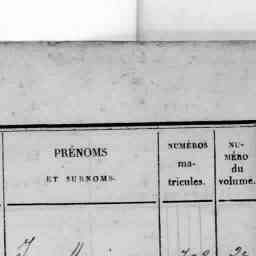 PRÉNOMS
ET SURNOMS.
NUMÉROS
ma-
tricules.
NU-
MÉRO
du
volume.